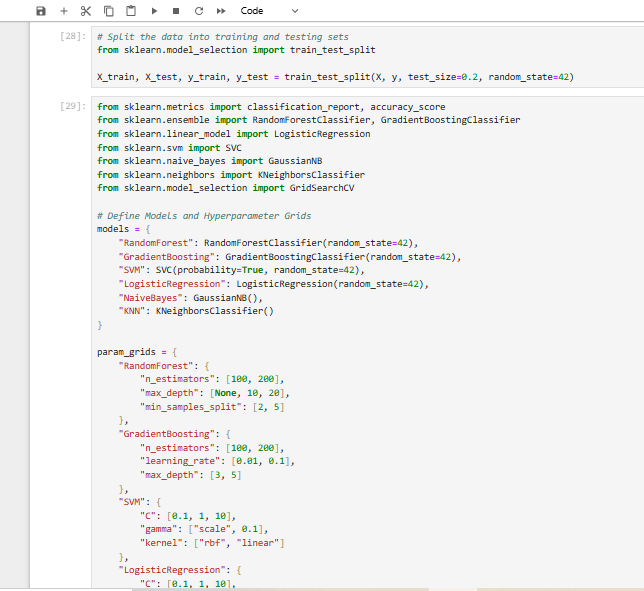 Code
[28]: # Split the data into training and testing sets
from sklearn.model_selection import train_test_split
X_train, X_test, y_train, y_test = train_test_split(X, y, test_size=0.2, random_state=42)
[29]: from sklearn.metrics import classification_report, accuracy_score
from sklearn.ensemble import RandomForestClassifier, GradientBoostingClassifier
from sklearn.linear_model import LogisticRegression
from sklearn.svm import SVC
from sklearn.naive_bayes import GaussianNB
from sklearn.neighbors import KNeighborsClassifier
from sklearn.model_selection import GridSearchCV
# Define Models and Hyperparameter Grids
models = {
"RandomForest": RandomForestClassifier(random_state=42),
"GradientBoosting": GradientBoostingClassifier(random_state=42),
"SVM": SVC(probability=True, random_state=42),
"LogisticRegression": LogisticRegression(random_state=42),
"NaiveBayes": GaussianNB(),
"KNN": KNeighborsClassifier()
}
param_grids = {
"RandomForest": {
"n_estimators": [100, 200],
"max_depth": [None, 10, 20],
"min_samples_split": [2, 5]
},
"GradientBoosting": {
"n_estimators": [100, 200],
"learning_rate": [0.01, 0.1],
"max_depth": [3, 5]
},
"SVM": {
"C": [0.1, 1, 10],
"gamma": ["scale", 0.1],
"kernel": ["rbf", "linear"]
},
"LogisticRegression": {
"C": [0.1, 1, 10],